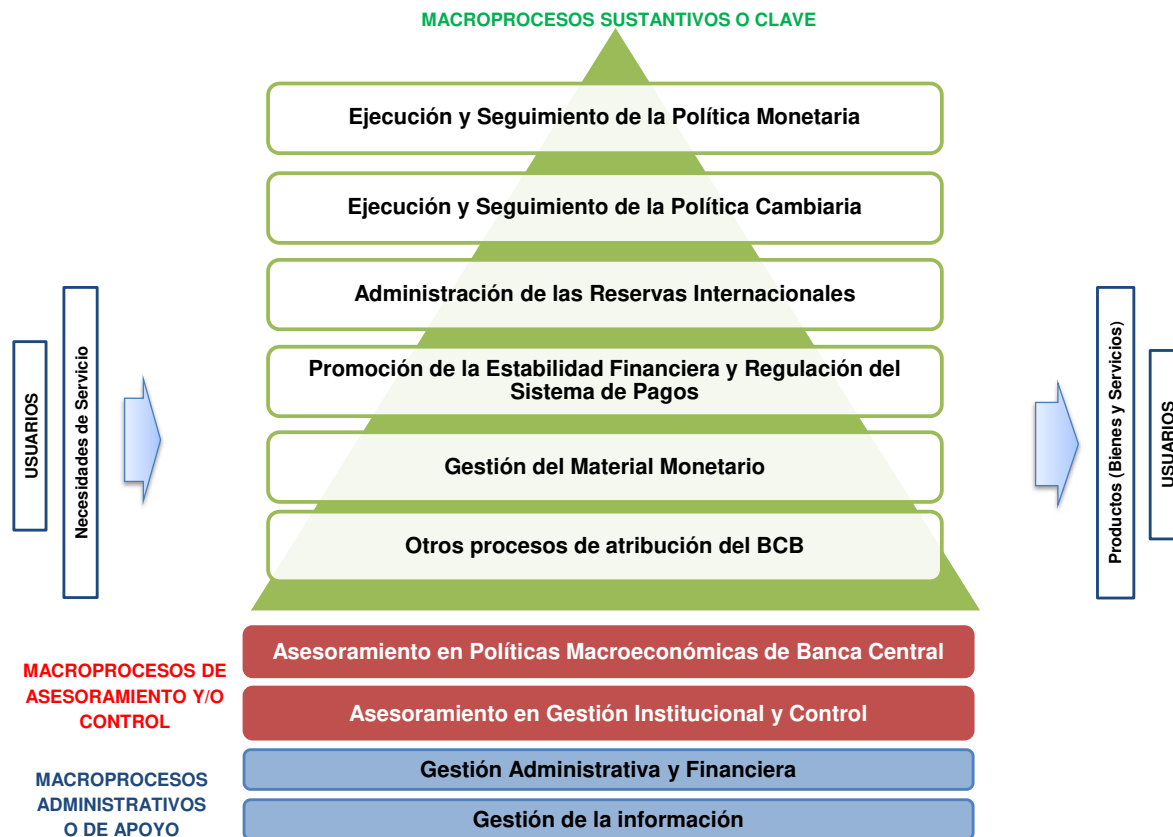 MACROPROCESOS SUSTANTIVOS O CLAVE
Ejecución y Seguimiento de la Política Monetaria
Ejecución y Seguimiento de la Política Cambiaria
Administración de las Reservas Internacionales
Promoción de la Estabilidad Financiera y Regulación del
Sistema de Pagos
Gestión del Material Monetario
Otros procesos de atribución del BCB
USUARIOS
Necesidades de Servicio
Productos (Bienes y Servicios)
USUARIOS
MACROPROCESOS DE
ASESORAMIENTO Y/O
CONTROL
Asesoramiento en Políticas Macroeconómicas de Banca Central
Asesoramiento en Gestión Institucional y Control
MACROPROCESOS
ADMINISTRATIVOS
O DE APOYO
Gestión Administrativa y Financiera
Gestión de la información